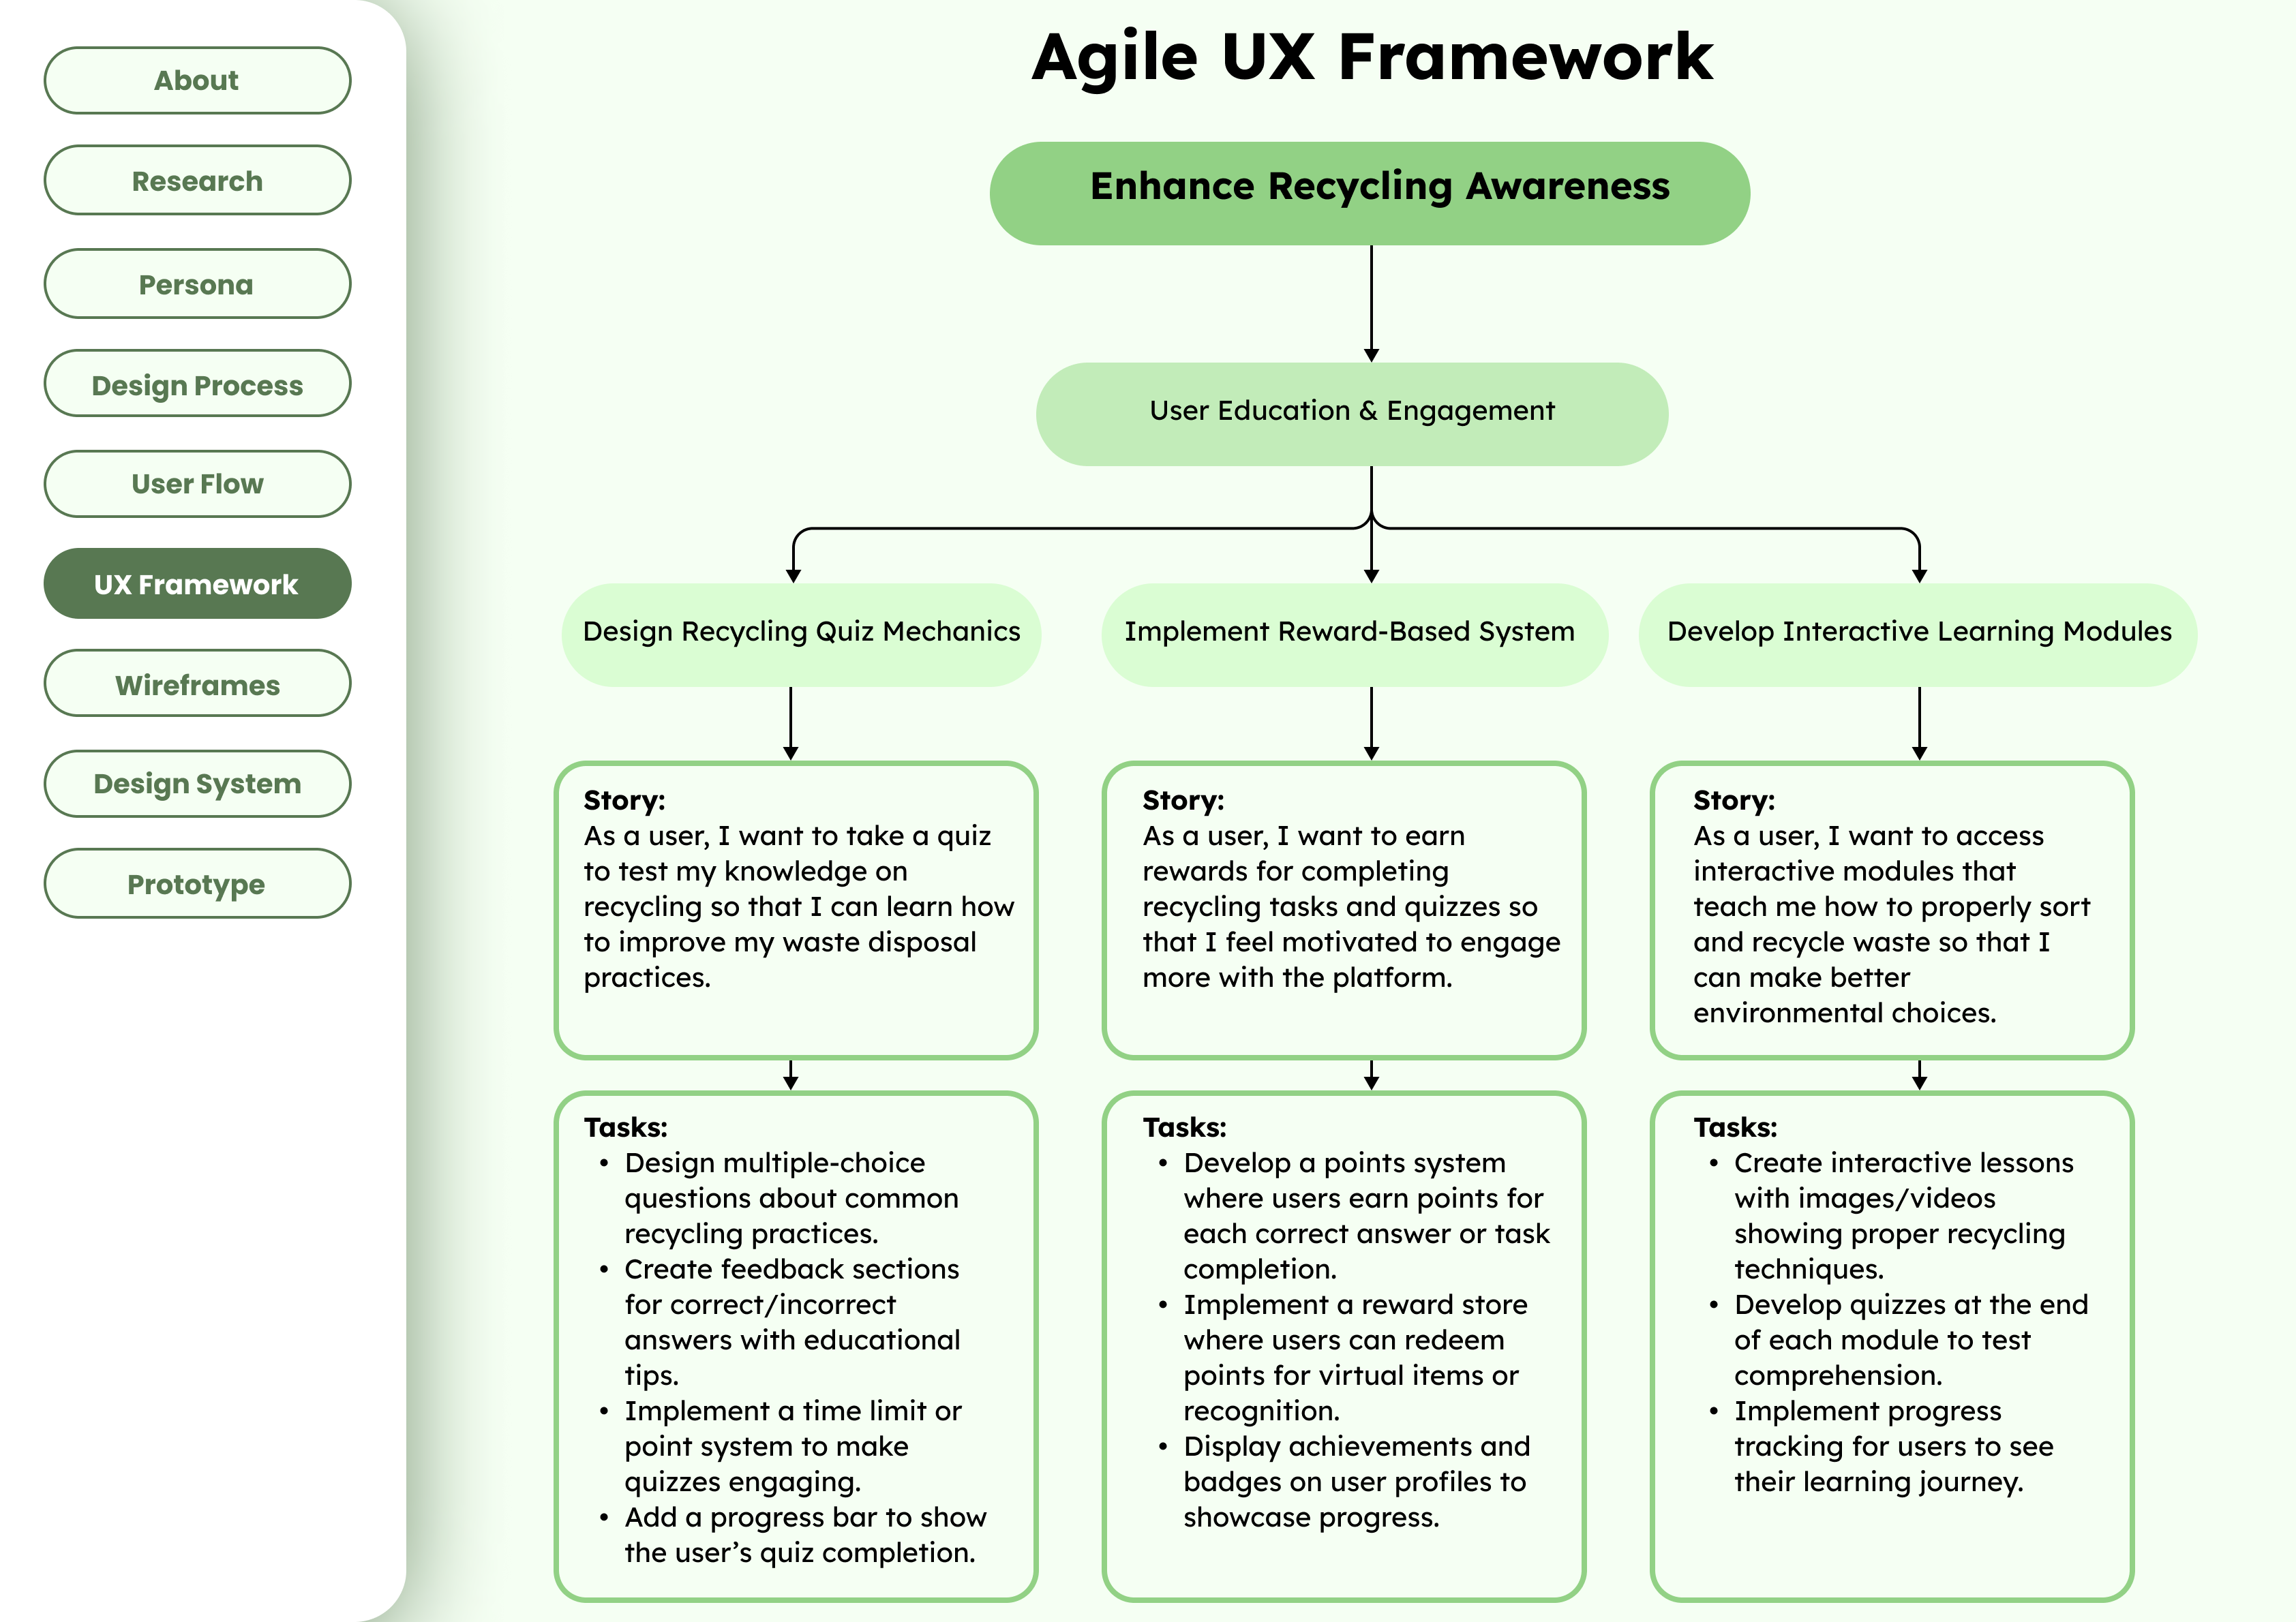 About
Research
Persona
Design Process
User Flow
UX Framework
Wireframes
Design System
Prototype
Agile UX Framework
Enhance Recycling Awareness
User Education & Engagement
Design Recycling Quiz Mechanics
Implement Reward-Based System
Develop Interactive Learning Modules
Story:
As a user, I want to take a quiz
to test my knowledge on
recycling so that I can learn how
to improve my waste disposal
practices.
Story:
As a user, I want to earn
rewards for completing
recycling tasks and quizzes so
that I feel motivated to engage
more with the platform.
Story:
As a user, I want to access
interactive modules that
teach me how to properly sort
and recycle waste so that I
can make better
environmental choices.
Tasks:
• Design multiple-choice
questions about common
recycling practices.
• Create feedback sections
for correct/incorrect
answers with educational
tips.
• Implement a time limit or
point system to make
quizzes engaging.
• Add a progress bar to show
the user’s quiz completion.
Tasks:
• Develop a points system
where users earn points for
each correct answer or task
completion.
• Implement a reward store
where users can redeem
points for virtual items or
recognition.
• Display achievements and
badges on user profiles to
showcase progress.
Tasks:
• Create interactive lessons
with images/videos
showing proper recycling
techniques.
• Develop quizzes at the end
of each module to test
comprehension.
• Implement progress
tracking for users to see
their learning journey.